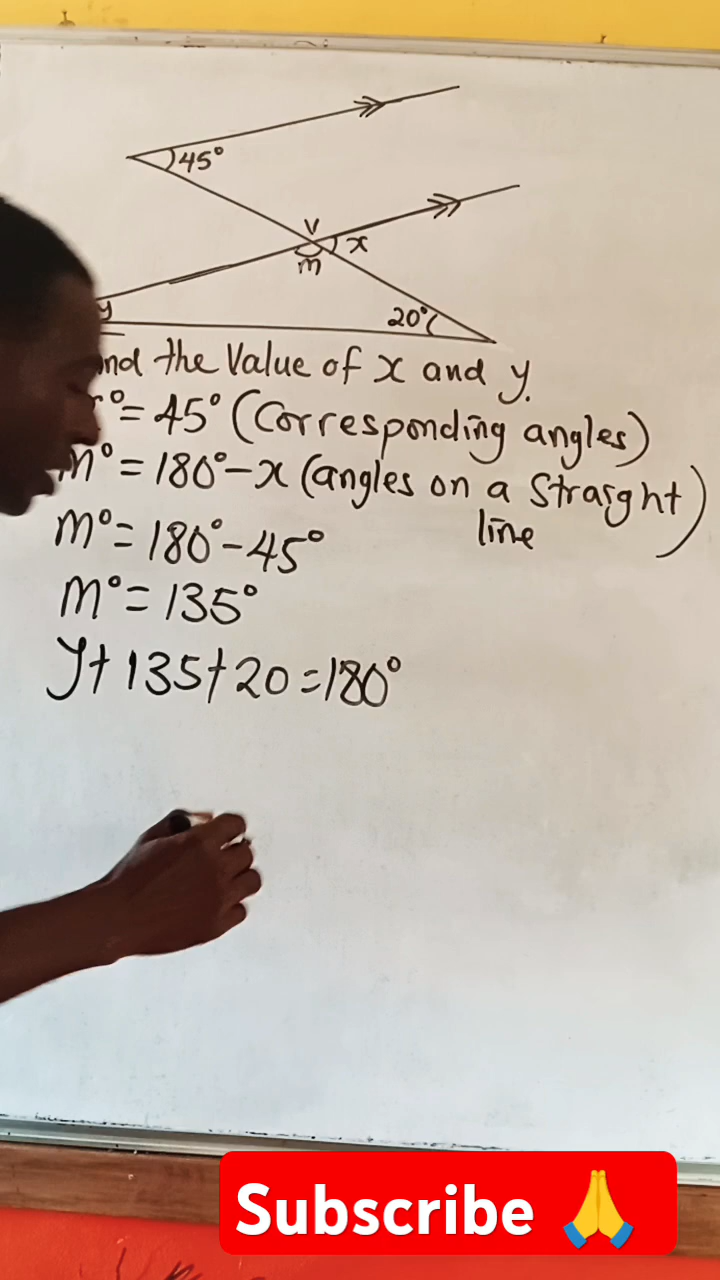 45°
V
x
m
y
20°
the Value of x and y.
° = 45° (Corresponding angles)
m° = 180° - x (angles on a Straight
line)
m° = 180° - 45°
m° = 135°
y + 135 + 20 = 180°
Subscribe 🙏